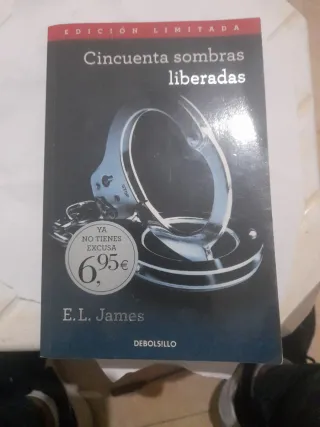 EDICIÓN LIMITADA
Cincuenta sombras
liberadas
YA
NO TIENES
EXCUSA
6,95€
E.L. James
DEBOLSILLO